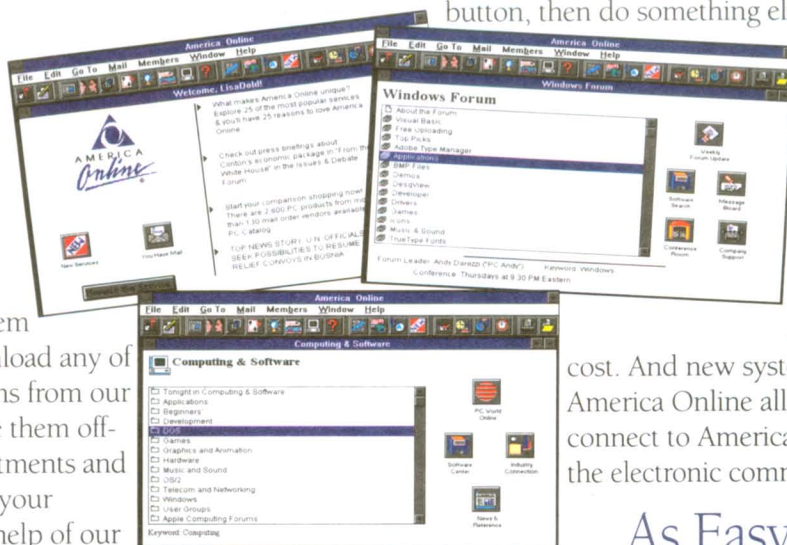 button, then do something el
America Online
File Edit Go To Mail Members Window Help
Welcome, LisaDold!
What makes America Online unique?
Explore 25 of the most popular services
& you'll have 25 reasons to love America
Online
Check out press briefings about
Clinton's economic package in "From the
White House" in the Issues & Debate
Forum
Start your comparison shopping now!
There are 2,600 PC products from mo
than 130 mail order vendors available
PC Catalog
TOP NEWS STORY: U.N. OFFICIALS
SEEK POSSIBILITIES TO RESUME
RELIEF CONVOYS IN BOSNIA
AMERICA
Online
New Services
You Have Mail
America Online
File Edit Go To Mail Members Window Help
Windows Forum
Windows Forum
About the Forum
Visual Basic
Free Uploading
Top Picks
Adobe Type Manager
Applications
BMP Files
Demos
DesqView
Developer
Drivers
Games
Icons
Music & Sound
TrueType Fonts
Weekly
Forum Update
Software
Search
Message
Board
Conference
Room
Company
Support
Forum Leader: Andy Keyword: Windows
Conference: Thursdays at 9:30 PM Eastern
em
nload any of
ns from our
e them off-
tments and
your
help of our
America Online
File Edit Go To Mail Members Window Help
Computing & Software
Computing & Software
Tonight in Computing & Software
Applications
Beginners'
Development
DOS
Games
Graphics and Animation
Hardware
Music and Sound
OS/2
Telecom and Networking
Windows
User Groups
Apple Computing Forums
Keyword: Computing
PC World
Online
Software
Center
Industry
Connection
News &
Reference
cost. And new syste
America Online all
connect to America
the electronic comm
As Easy